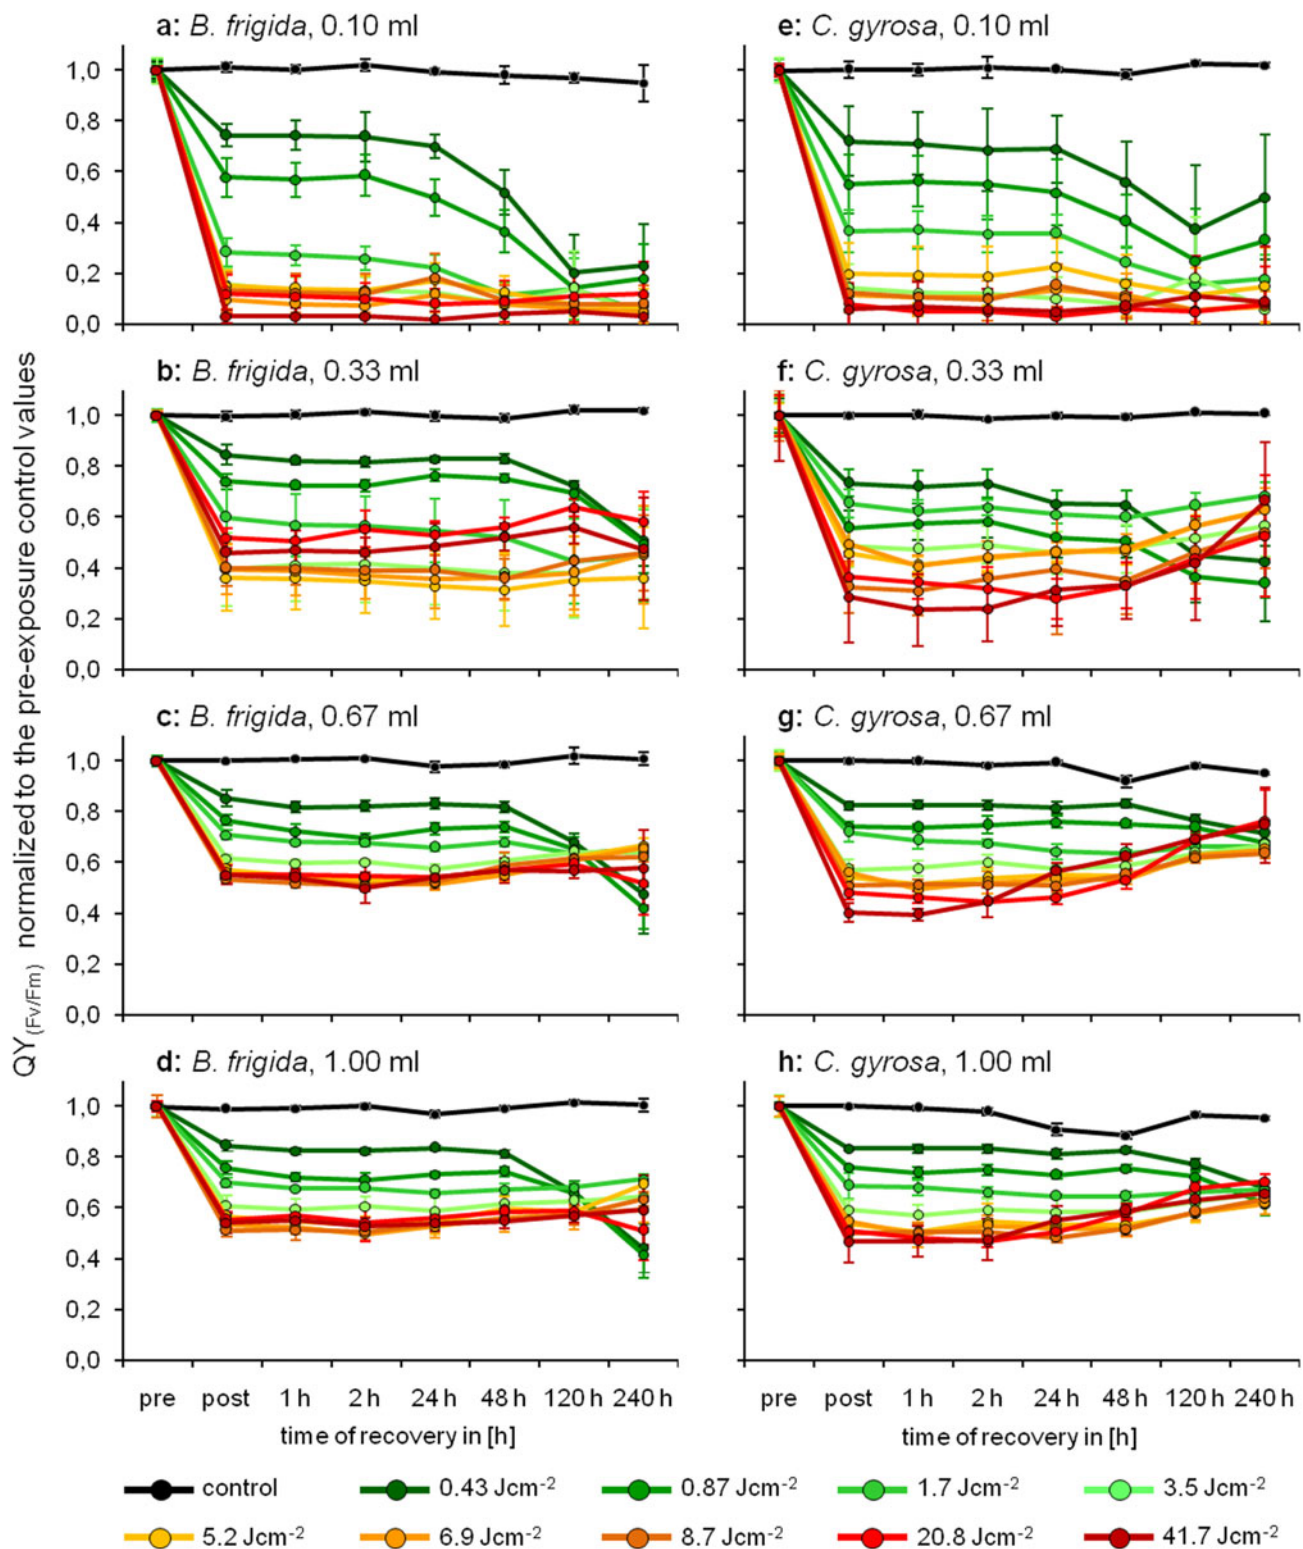 a: B. frigida, 0.10 ml
e: C. gyrosa, 0.10 ml
1,0
0,8
0,6
0,4
0,2
0,0
b: B. frigida, 0.33 ml
f: C. gyrosa, 0.33 ml
1,0
0,8
0,6
0,4
0,2
0,0
c: B. frigida, 0.67 ml
g: C. gyrosa, 0.67 ml
1,0
0,8
0,6
0,4
0,2
0,0
d: B. frigida, 1.00 ml
h: C. gyrosa, 1.00 ml
1,0
0,8
0,6
0,4
0,2
0,0
QY(Fv/Fm) normalized to the pre-exposure control values
pre post 1 h 2 h 24 h 48 h 120 h 240 h
pre post 1 h 2 h 24 h 48 h 120 h 240 h
time of recovery in [h]
time of recovery in [h]
control 0.43 Jcm-2 0.87 Jcm-2 1.7 Jcm-2 3.5 Jcm-2
5.2 Jcm-2 6.9 Jcm-2 8.7 Jcm-2 20.8 Jcm-2 41.7 Jcm-2